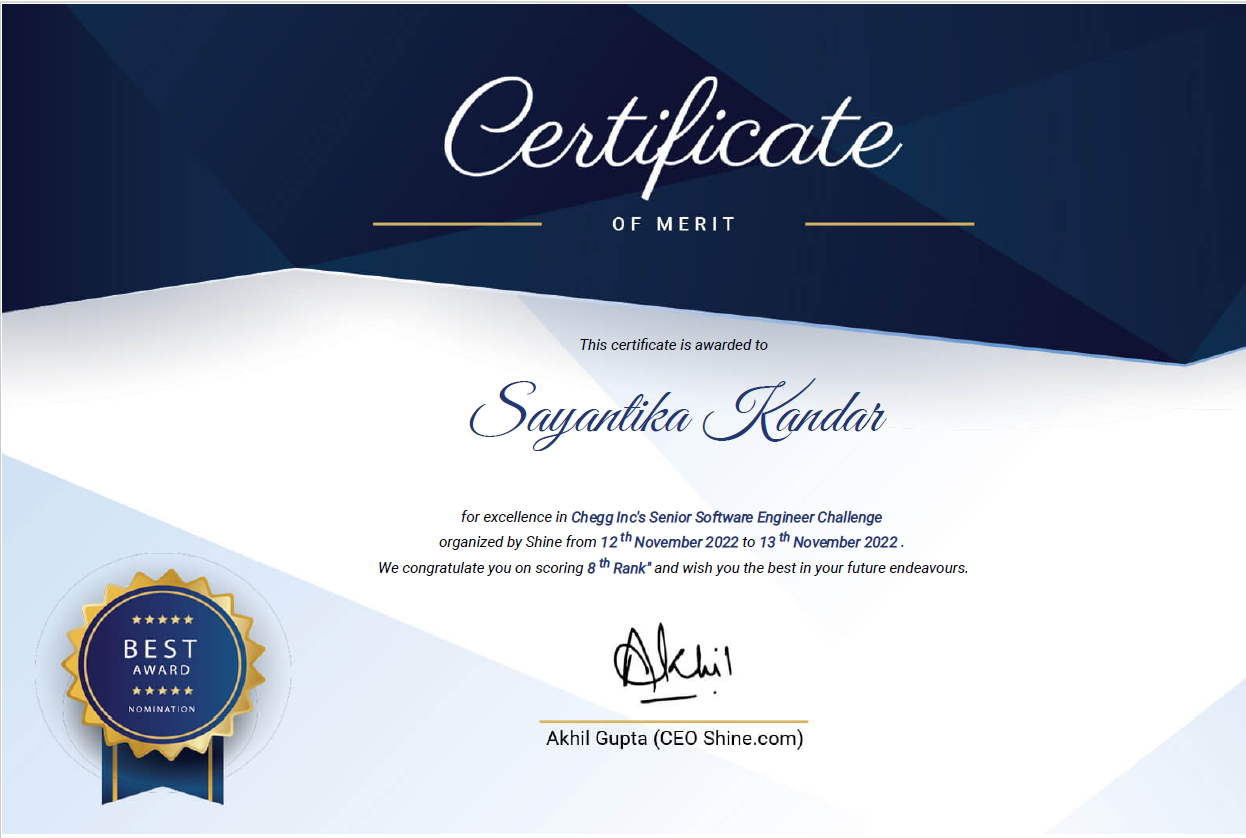 Certificate
OF MERIT
This certificate is awarded to
Sayantika Kandar
for excellence in Chegg Inc's Senior Software Engineer Challenge
organized by Shine from 12 th November 2022 to 13 th November 2022 .
We congratulate you on scoring 8 th Rank" and wish you the best in your future endeavours.
BEST
AWARD
NOMINATION
Akhil
Akhil Gupta (CEO Shine.com)